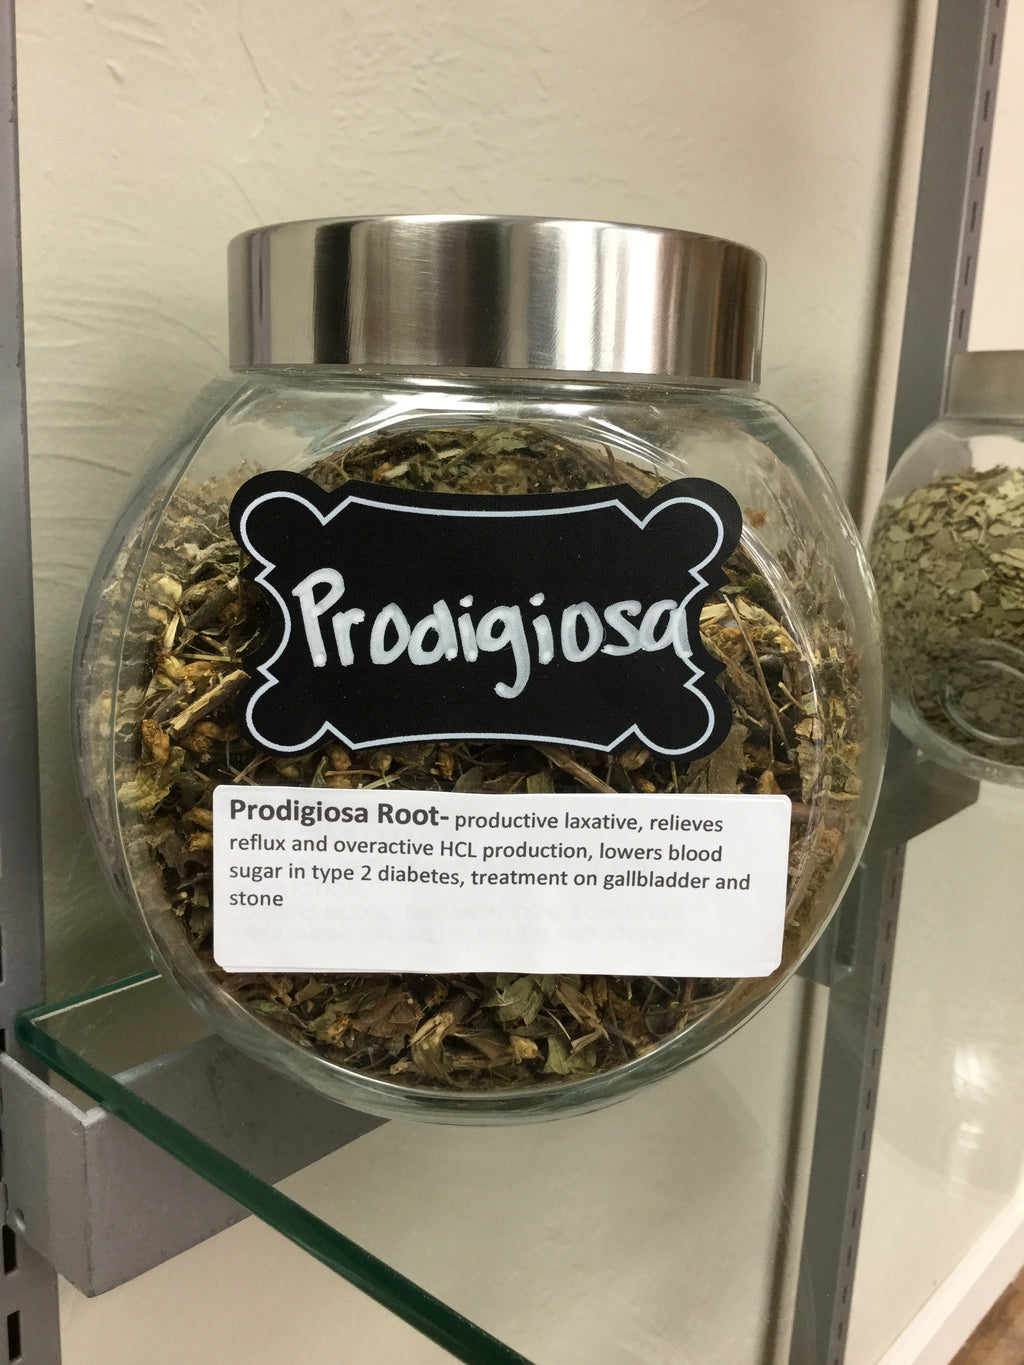 Prodigiosa
Prodigiosa Root- productive laxative, relieves
reflux and overactive HCL production, lowers blood
sugar in type 2 diabetes, treatment on gallbladder and
stone